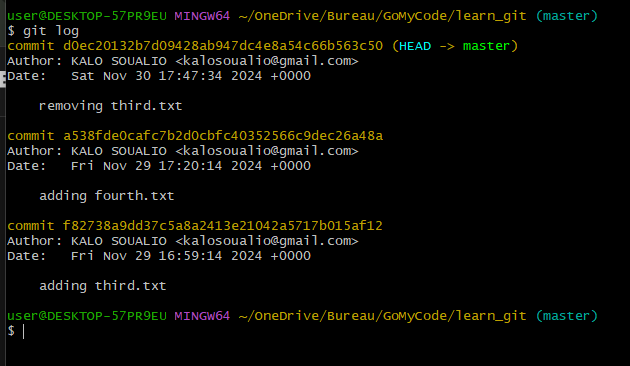 user@DESKTOP-57PR9EU MINGW64 ~/OneDrive/Bureau/GoMyCode/learn_git (master)
$ git log
commit d0ec20132b7d09428ab947dc4e8a54c66b563c50 (HEAD -> master)
Author: KALO SOUALIO <kalosoualio@gmail.com>
Date:   Sat Nov 30 17:47:34 2024 +0000
    removing third.txt
commit a538fde0cafc7b2d0cbfc40352566c9dec26a48a
Author: KALO SOUALIO <kalosoualio@gmail.com>
Date:   Fri Nov 29 17:20:14 2024 +0000
    adding fourth.txt
commit f82738a9dd37c5a8a2413e21042a5717b015af12
Author: KALO SOUALIO <kalosoualio@gmail.com>
Date:   Fri Nov 29 16:59:14 2024 +0000
    adding third.txt
user@DESKTOP-57PR9EU MINGW64 ~/OneDrive/Bureau/GoMyCode/learn_git (master)
$